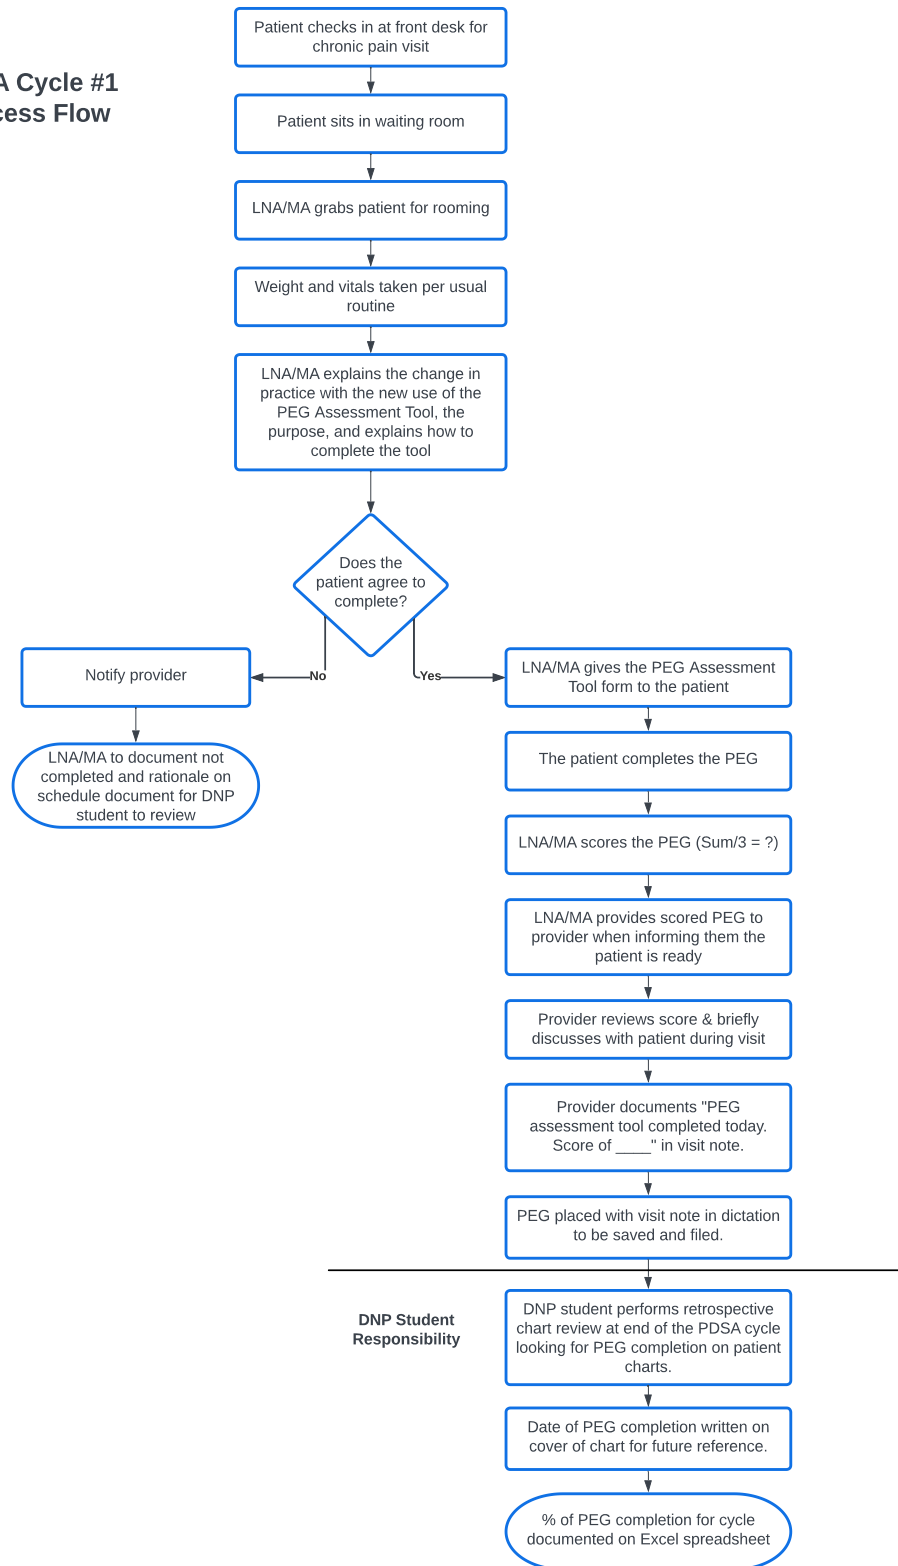 Patient checks in at front desk for
chronic pain visit
A Cycle #1
cess Flow
Patient sits in waiting room
LNA/MA grabs patient for rooming
Weight and vitals taken per usual
routine
LNA/MA explains the change in
practice with the new use of the
PEG Assessment Tool, the
purpose, and explains how to
complete the tool
Does the
patient agree to
complete?
No
Yes
Notify provider
LNA/MA to document not
completed and rationale on
schedule document for DNP
student to review
LNA/MA gives the PEG Assessment
Tool form to the patient
The patient completes the PEG
LNA/MA scores the PEG (Sum/3 = ?)
LNA/MA provides scored PEG to
provider when informing them the
patient is ready
Provider reviews score & briefly
discusses with patient during visit
Provider documents "PEG
assessment tool completed today.
Score of ____" in visit note.
PEG placed with visit note in dictation
to be saved and filed.
DNP Student
Responsibility
DNP student performs retrospective
chart review at end of the PDSA cycle
looking for PEG completion on patient
charts.
Date of PEG completion written on
cover of chart for future reference.
% of PEG completion for cycle
documented on Excel spreadsheet